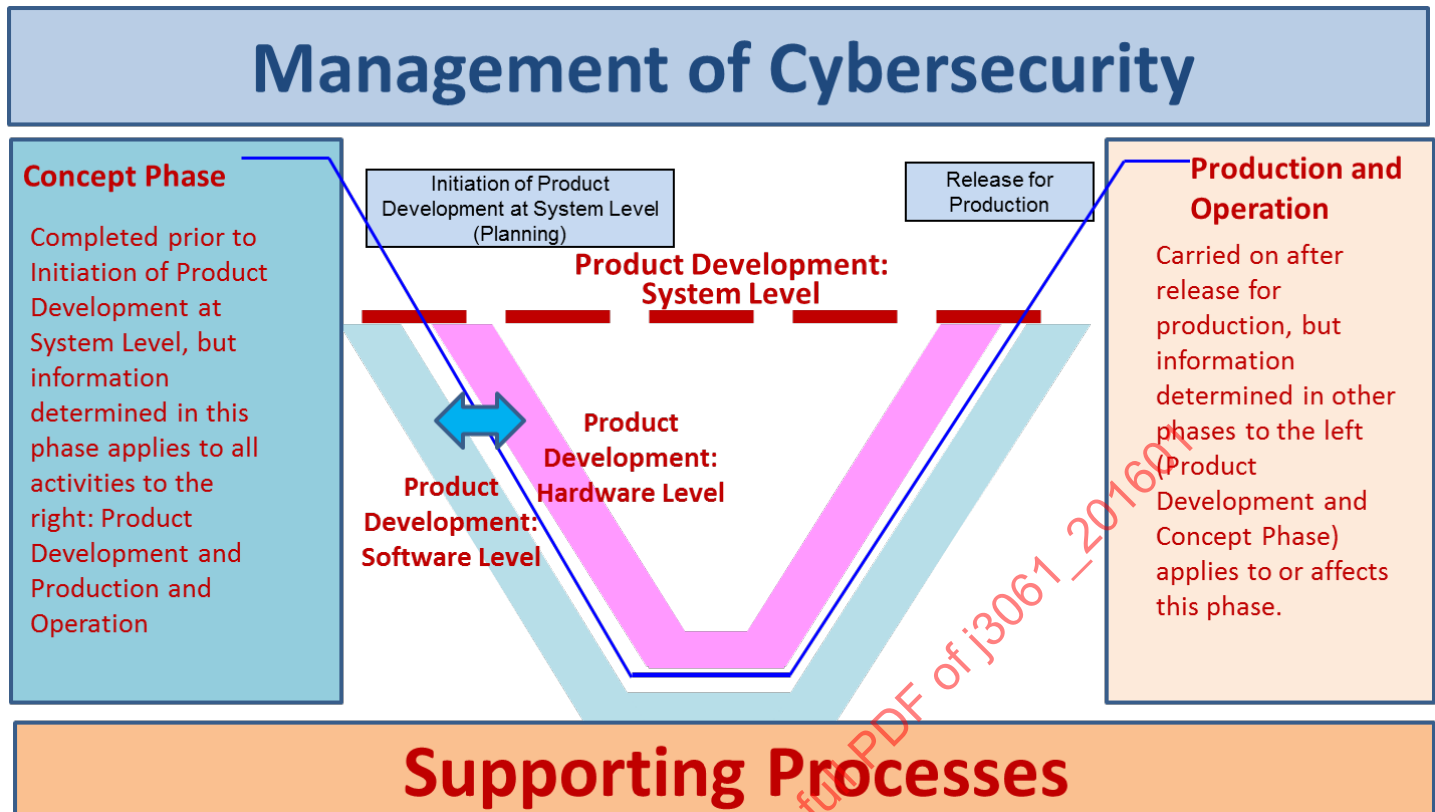 Management of Cybersecurity
Concept Phase
Completed prior to
Initiation of Product
Development at
System Level, but
information
determined in this
phase applies to all
activities to the
right: Product
Development and
Production and
Operation
Initiation of Product
Development at System Level
(Planning)
Release for
Production
Product Development:
System Level
Product
Development:
Hardware Level
Product
Development:
Software Level
Production and
Operation
Carried on after
release for
production, but
information
determined in other
phases to the left
(Product
Development and
Concept Phase)
applies to or affects
this phase.
full PDF of j3061_201601
Supporting Processes